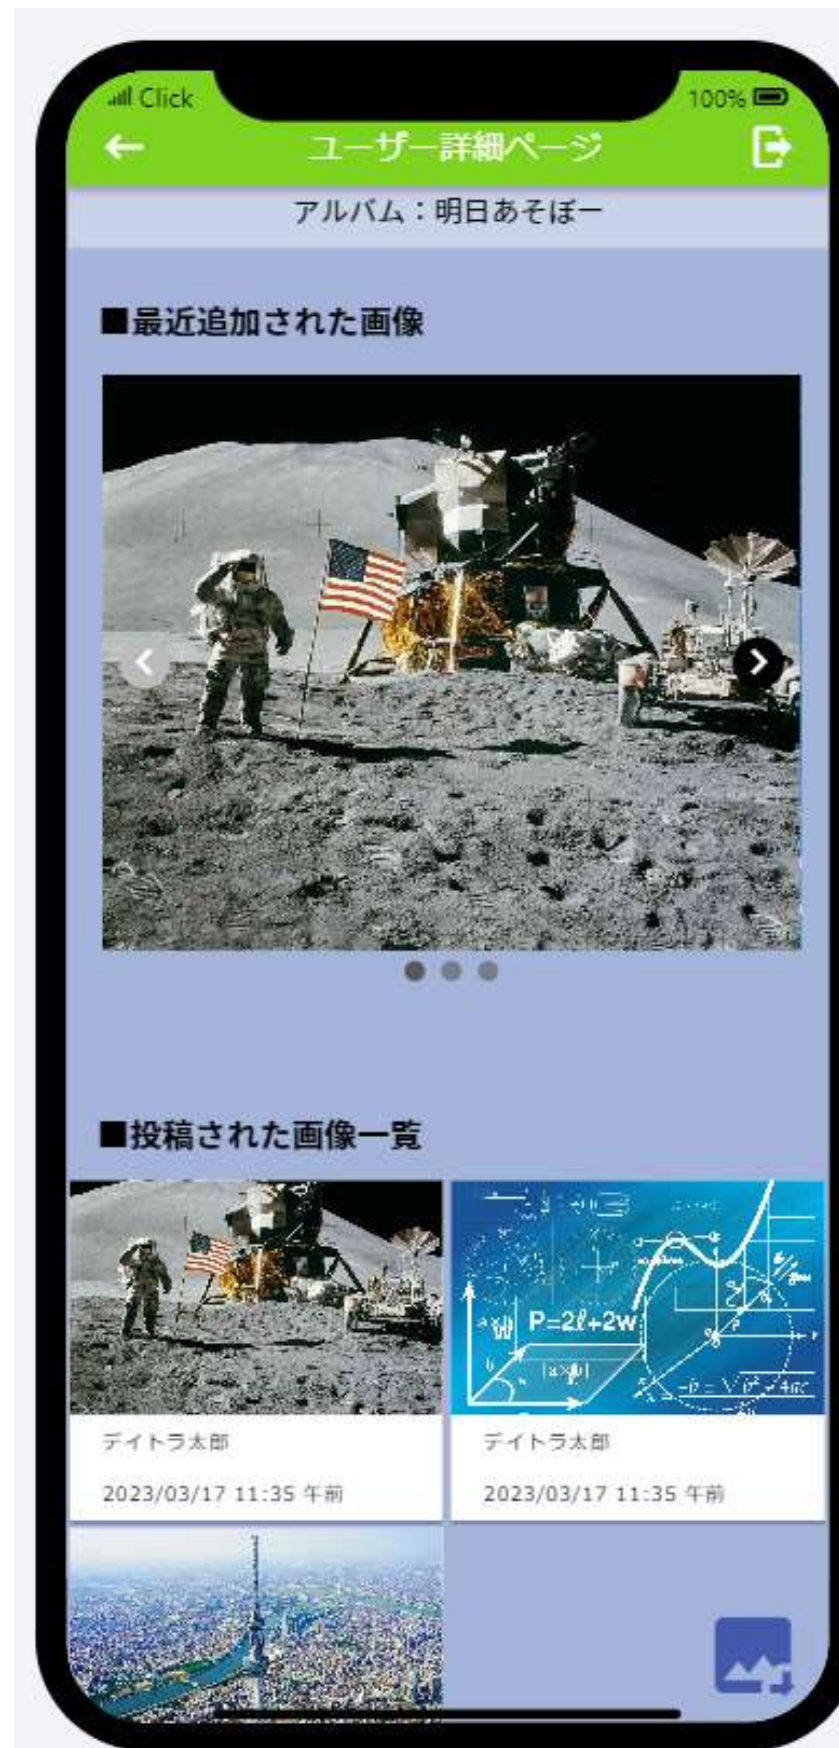 Click
100%
ユーザー詳細ページ
アルバム：明日あそぼー
■最近追加された画像
■投稿された画像一覧
P=2ℓ+2w
デイトラ太郎
デイトラ太郎
2023/03/17 11:35 午前
2023/03/17 11:35 午前